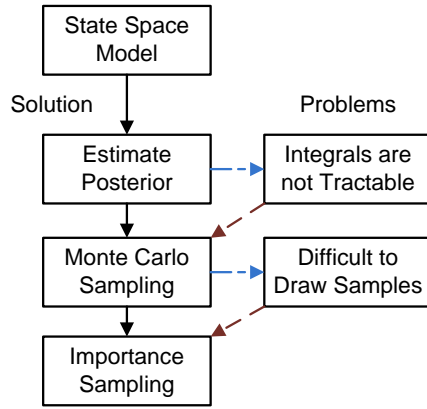 State Space
Model
Solution
Problems
Estimate
Posterior
Integrals are
not Tractable
Monte Carlo
Sampling
Difficult to
Draw Samples
Importance
Sampling